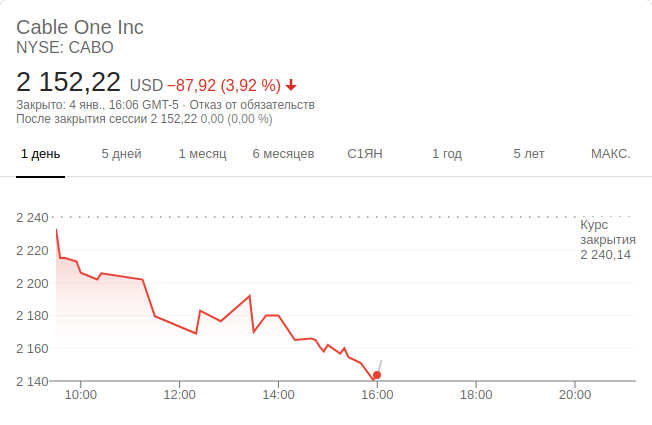 Cable One Inc
NYSE: CABO
2 152,22 USD −87,92 (3,92 %)
Закрыто: 4 янв., 16:06 GMT-5 · Отказ от обязательств
После закрытия сессии 2 152,22 0,00 (0,00 %)
1 день 5 дней 1 месяц 6 месяцев С1ЯН 1 год 5 лет МАКС.
2 240
Курс
закрытия
2 240,14
2 220
2 200
2 180
2 160
2 140
10:00 12:00 14:00 16:00 18:00 20:00